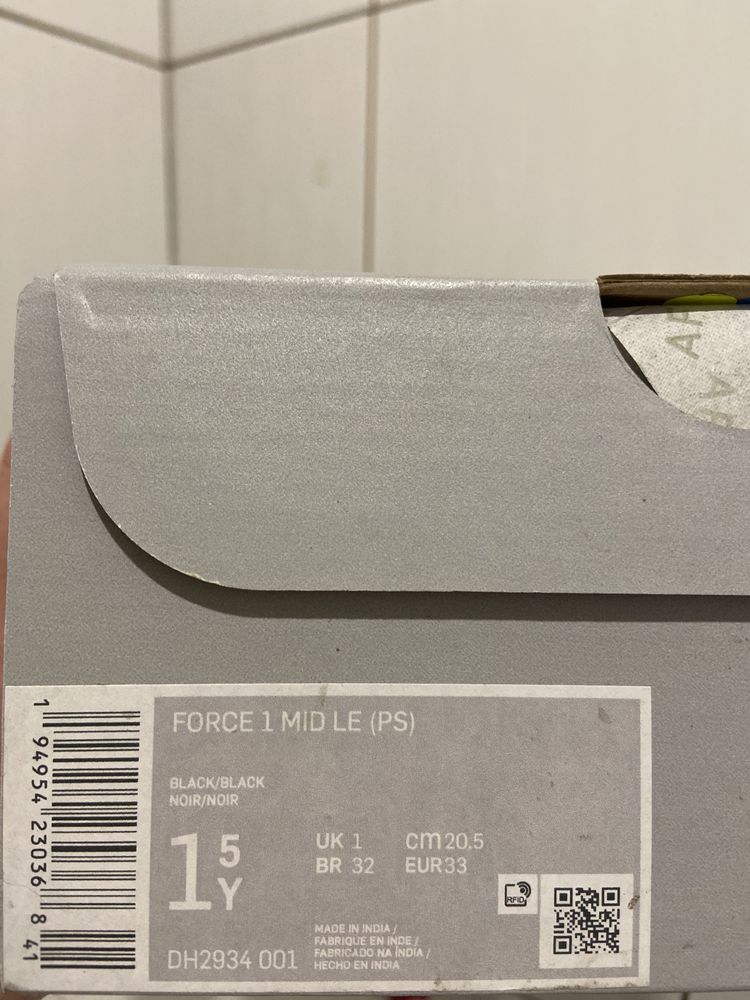 FORCE 1 MID LE (PS)
BLACK/BLACK
NOIR/NOIR
1 5 Y
UK 1 cm 20.5
BR 32 EUR 33
RFID
DH2934 001
MADE IN INDIA /
FABRIQUE EN INDE /
FABRICADO NA ÍNDIA /
HECHO EN INDIA
1 94954 23036 8 41